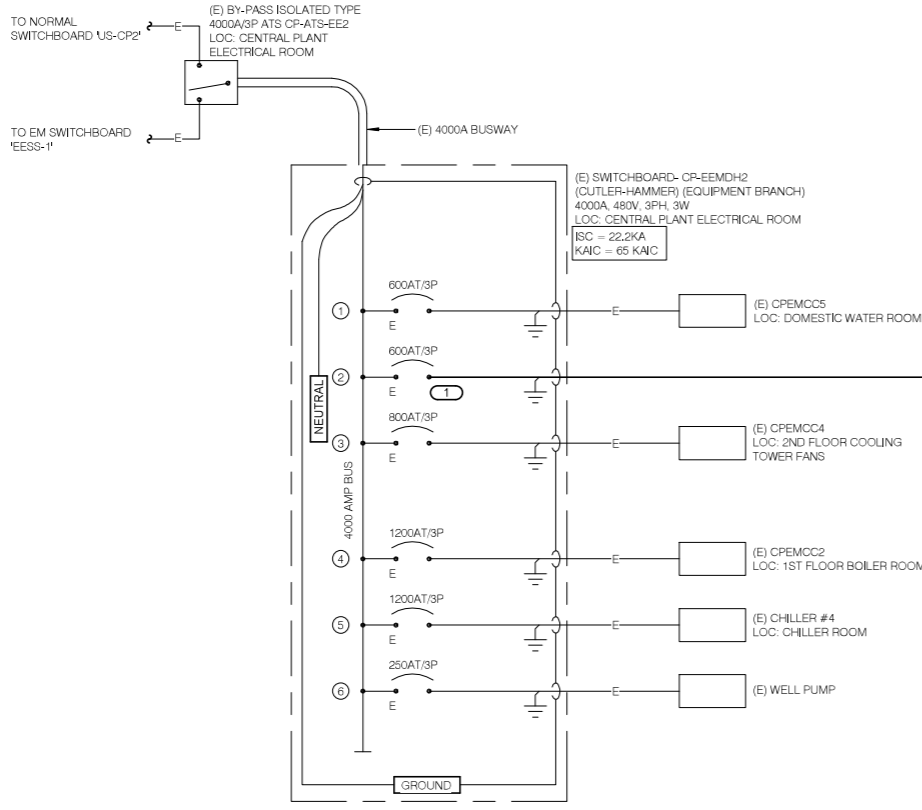 TO NORMAL
SWITCHBOARD 'US-CP2'
E
(E) BY-PASS ISOLATED TYPE
4000A/3P ATS CP-ATS-EE2
LOC: CENTRAL PLANT
ELECTRICAL ROOM
TO EM SWITCHBOARD
'EESS-1'
E
(E) 4000A BUSWAY
(E) SWITCHBOARD- CP-EEMDH2
(CUTLER-HAMMER) (EQUIPMENT BRANCH)
4000A, 480V, 3PH, 3W
LOC: CENTRAL PLANT ELECTRICAL ROOM
ISC = 22.2KA
KAIC = 65 KAIC
NEUTRAL
4000 AMP BUS
1
600AT/3P
E
E
(E) CPEMCC5
LOC: DOMESTIC WATER ROOM
2
600AT/3P
E
1
3
800AT/3P
E
E
(E) CPEMCC4
LOC: 2ND FLOOR COOLING
TOWER FANS
4
1200AT/3P
E
E
(E) CPEMCC2
LOC: 1ST FLOOR BOILER ROOM
5
1200AT/3P
E
E
(E) CHILLER #4
LOC: CHILLER ROOM
6
250AT/3P
E
E
(E) WELL PUMP
GROUND